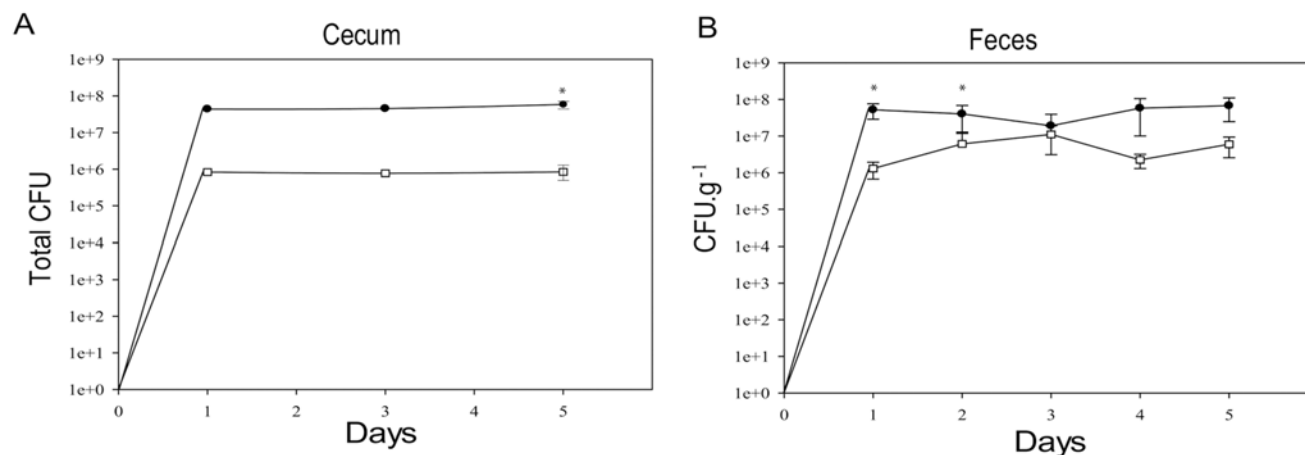 A
Cecum
1e+9
1e+8
1e+7
1e+6
1e+5
1e+4
1e+3
1e+2
1e+1
1e+0
Total CFU
*
0 1 2 3 4 5
Days
B
Feces
1e+9
1e+8
1e+7
1e+6
1e+5
1e+4
1e+3
1e+2
1e+1
1e+0
CFU.g⁻¹
* *
0 1 2 3 4 5
Days